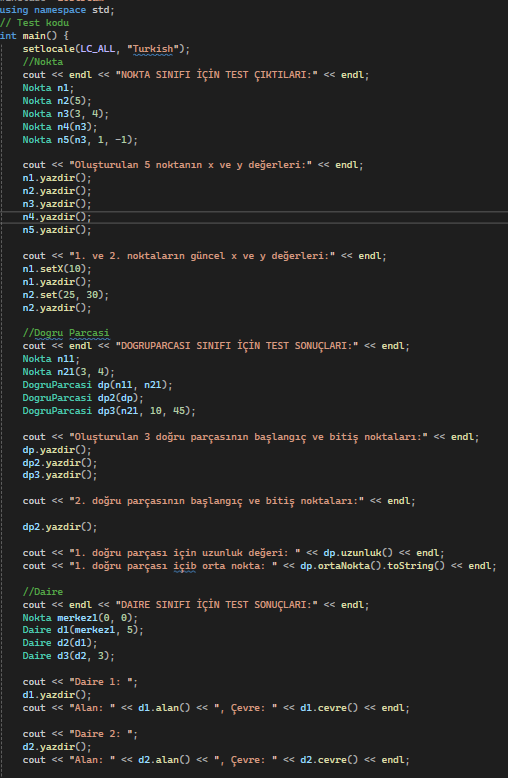 using namespace std;
// Test kodu
int main() {
setlocale(LC_ALL, "Turkish");
//Nokta
cout << endl << "NOKTA SINIFI İÇİN TEST ÇIKTILARI:" << endl;
Nokta n1;
Nokta n2(5);
Nokta n3(3, 4);
Nokta n4(n3);
Nokta n5(n3, 1, -1);
cout << "Oluşturulan 5 noktanın x ve y değerleri:" << endl;
n1.yazdir();
n2.yazdir();
n3.yazdir();
n4.yazdir();
n5.yazdir();
cout << "1. ve 2. noktaların güncel x ve y değerleri:" << endl;
n1.setX(10);
n1.yazdir();
n2.set(25, 30);
n2.yazdir();
//Dogru Parcasi
cout << endl << "DOGRUPARCASI SINIFI İÇİN TEST SONUÇLARI:" << endl;
Nokta n11;
Nokta n21(3, 4);
DogruParcasi dp(n11, n21);
DogruParcasi dp2(dp);
DogruParcasi dp3(n21, 10, 45);
cout << "Oluşturulan 3 doğru parçasının başlangıç ve bitiş noktaları:" << endl;
dp.yazdir();
dp2.yazdir();
dp3.yazdir();
cout << "2. doğru parçasının başlangıç ve bitiş noktaları:" << endl;
dp2.yazdir();
cout << "1. doğru parçası için uzunluk değeri: " << dp.uzunluk() << endl;
cout << "1. doğru parçası içib orta nokta: " << dp.ortaNokta().toString() << endl;
//Daire
cout << endl << "DAIRE SINIFI İÇİN TEST SONUÇLARI:" << endl;
Nokta merkez1(0, 0);
Daire d1(merkez1, 5);
Daire d2(d1);
Daire d3(d2, 3);
cout << "Daire 1: ";
d1.yazdir();
cout << "Alan: " << d1.alan() << ", Çevre: " << d1.cevre() << endl;
cout << "Daire 2: ";
d2.yazdir();
cout << "Alan: " << d2.alan() << ", Çevre: " << d2.cevre() << endl;